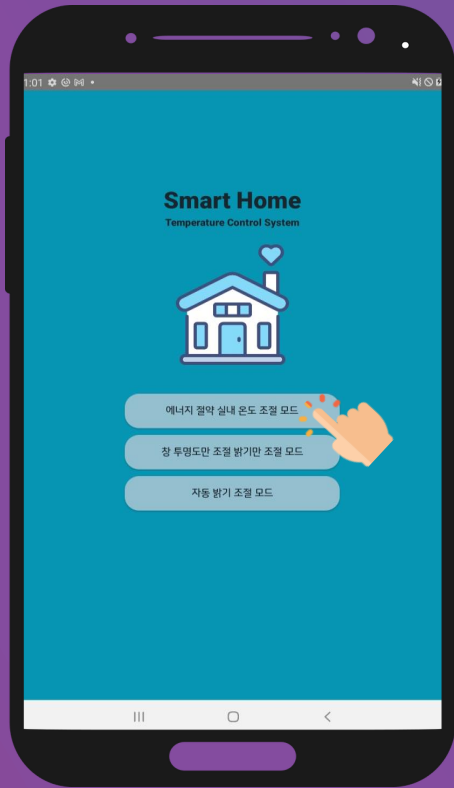 1:01
Smart Home
Temperature Control System
에너지 절약 실내 온도 조절 모드
창 투명도만 조절 밝기만 조절 모드
자동 밝기 조절 모드